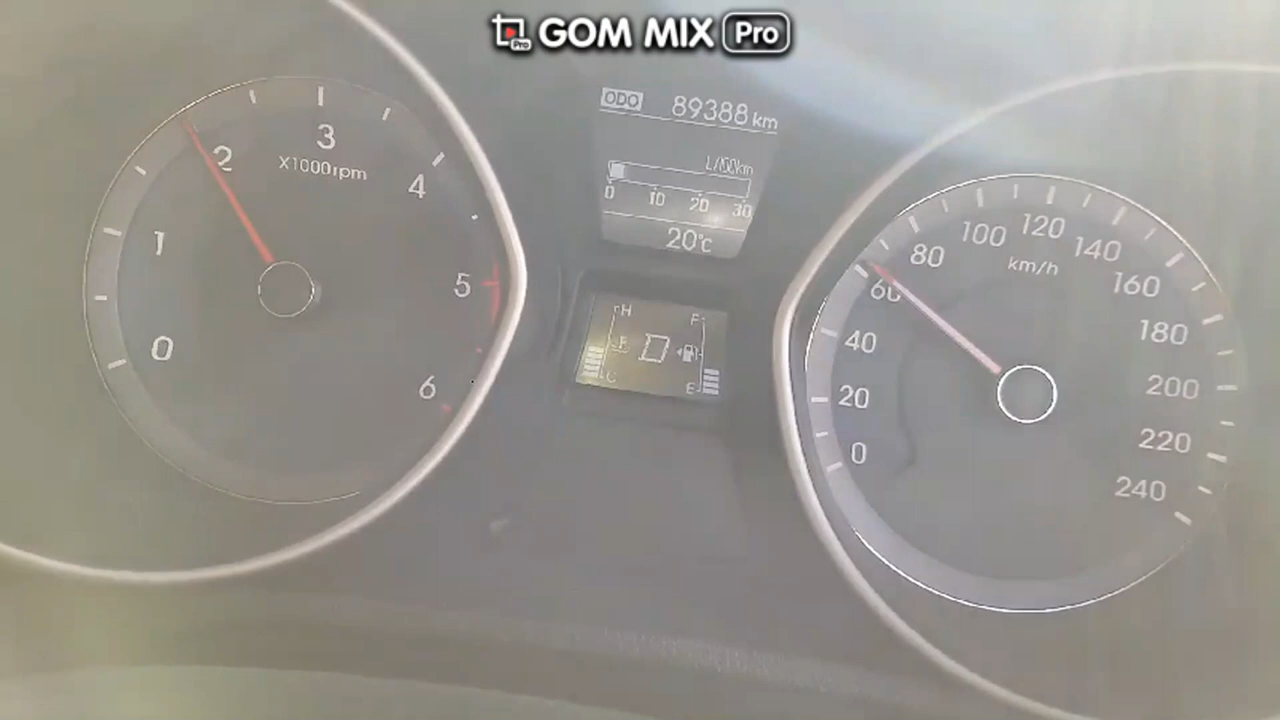 GOM MIX Pro
Pro
ODO 89388 km
L/100km
0 10 20 30
20°C
H F
D
C E
0 1 2 3 4 5 6
X1000rpm
0 20 40 60 80 100 120 140 160 180 200 220 240
km/h